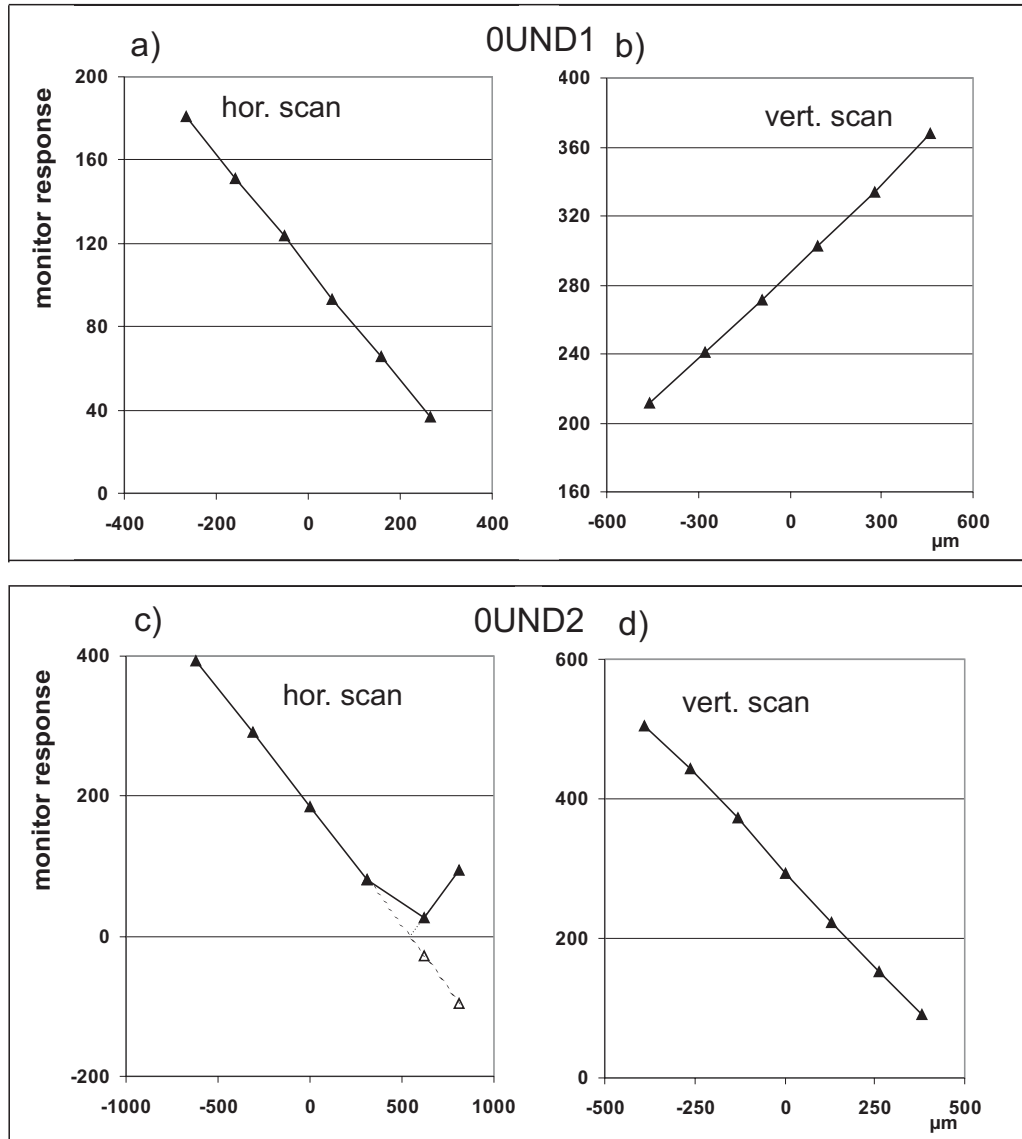 a) 0UND1 b)
hor. scan
vert. scan
monitor response
200
160
120
80
40
0
-400 -200 0 200 400
400
360
320
280
240
200
160
-600 -300 0 300 600
µm
c) 0UND2 d)
hor. scan
vert. scan
monitor response
400
200
0
-200
-1000 -500 0 500 1000
600
400
200
0
-500 -250 0 250 500
µm